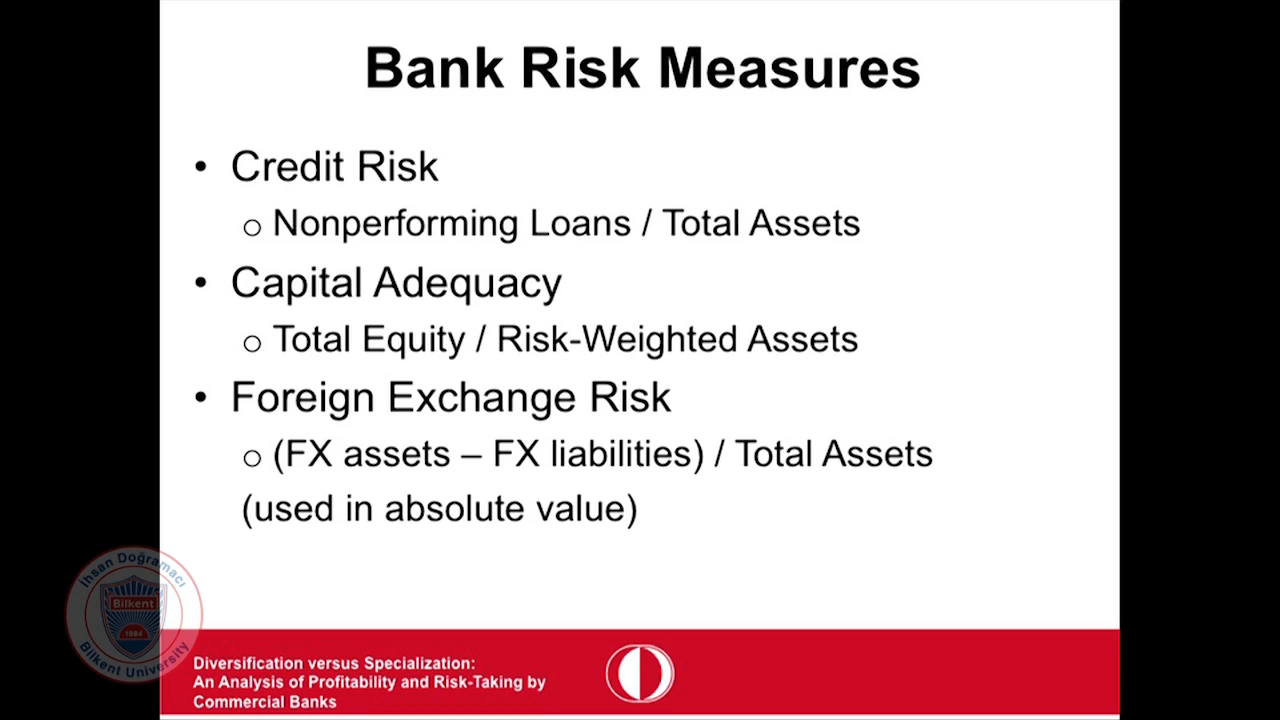 Bank Risk Measures
• Credit Risk
o Nonperforming Loans / Total Assets
• Capital Adequacy
o Total Equity / Risk-Weighted Assets
• Foreign Exchange Risk
o (FX assets – FX liabilities) / Total Assets
(used in absolute value)
İhsan Doğramacı
Bilkent
1984
Bilkent University
Diversification versus Specialization:
An Analysis of Profitability and Risk-Taking by
Commercial Banks